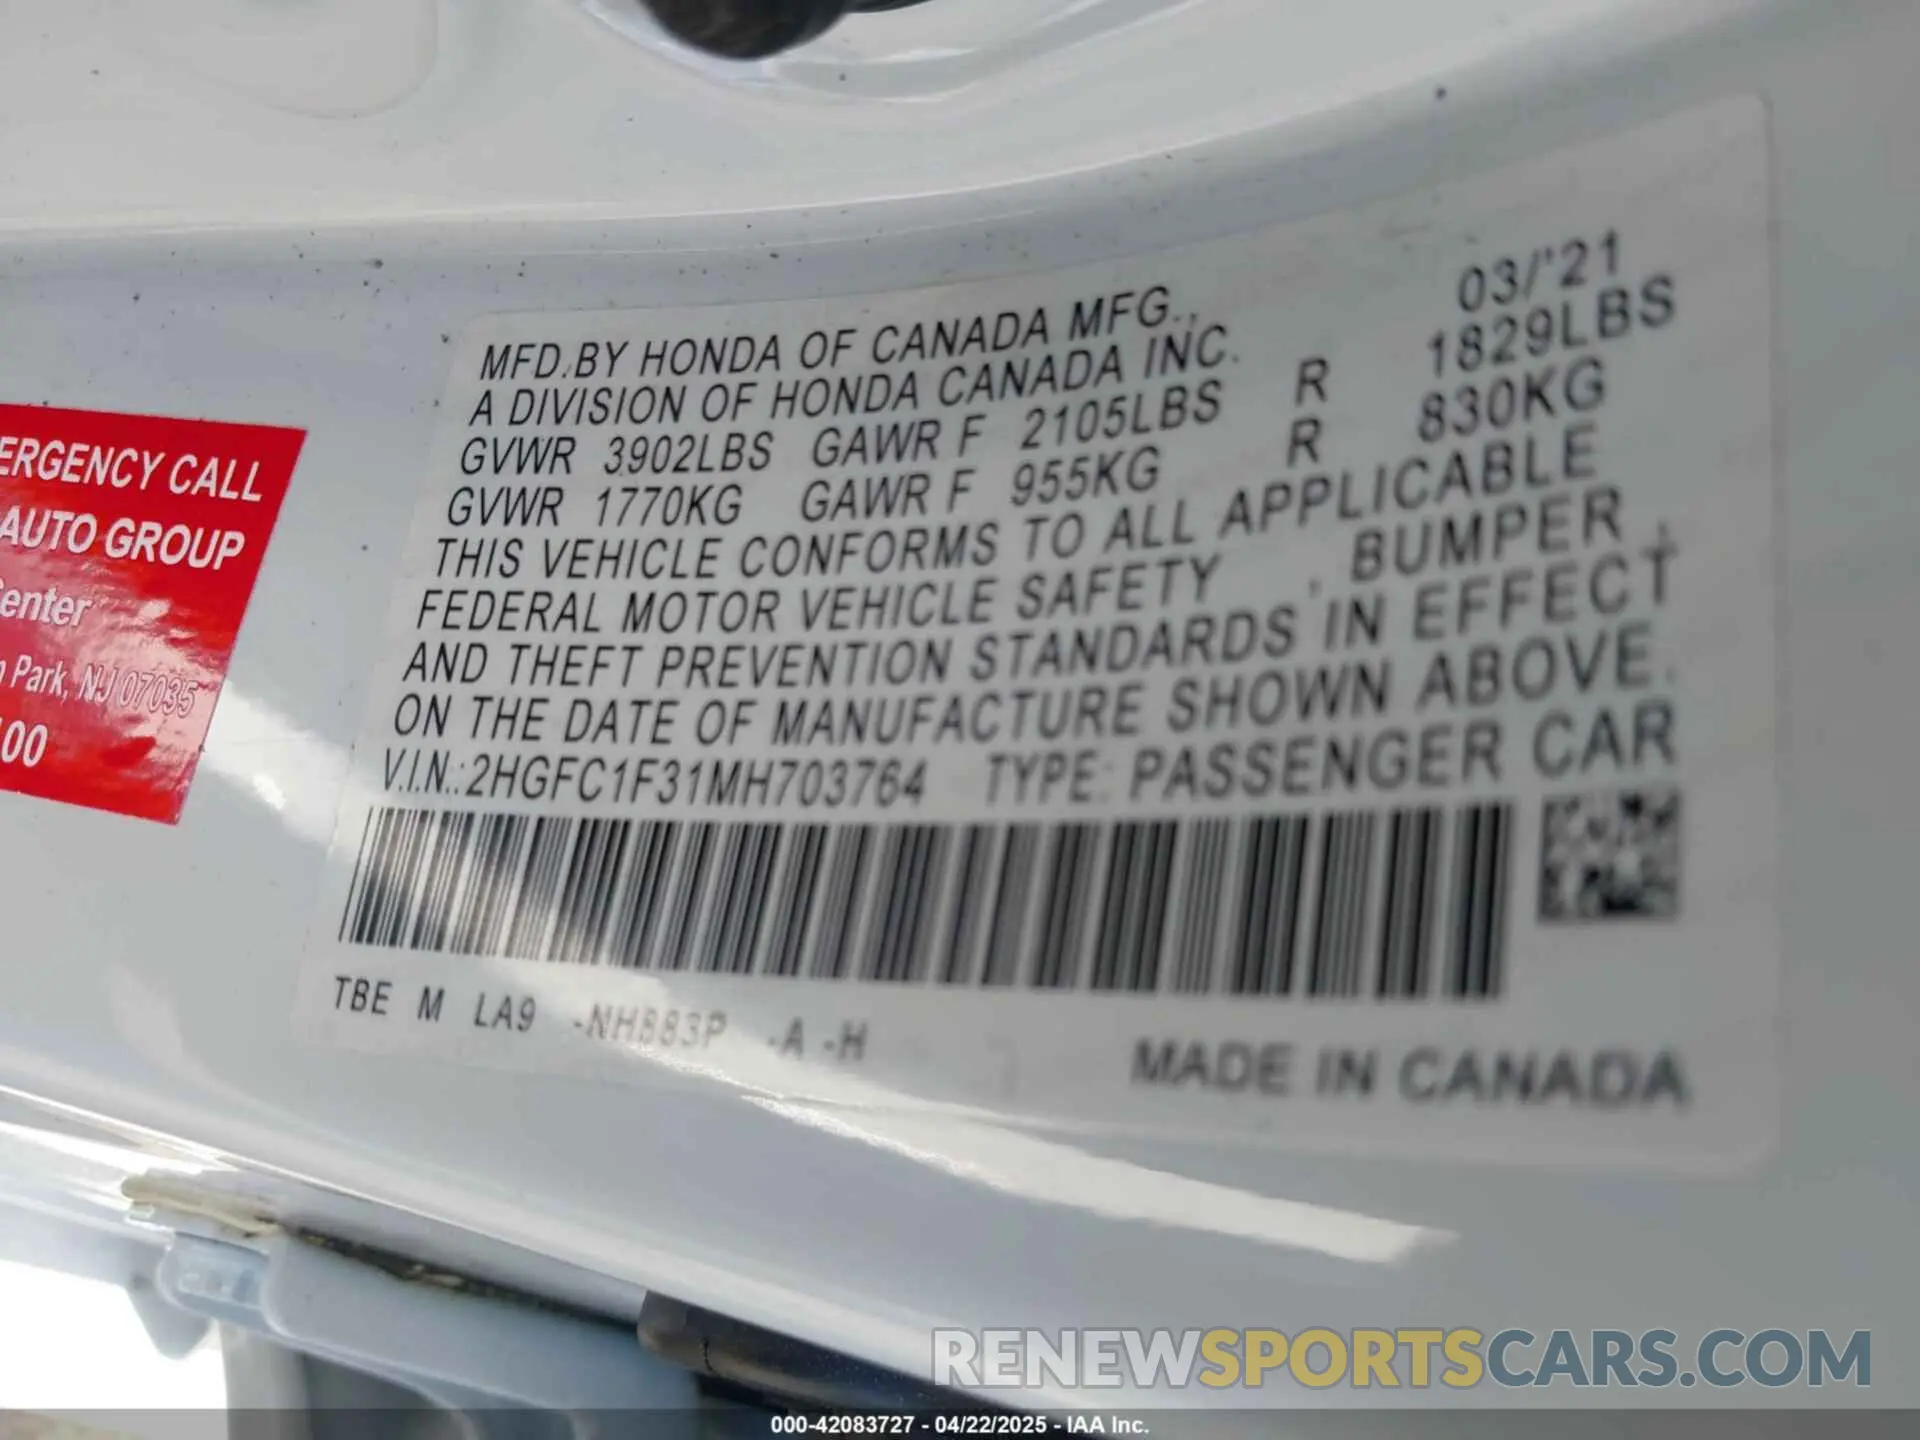 ERGENCY CALL
AUTO GROUP
enter
Park, NJ 07035
00
03/'21
MFD.BY HONDA OF CANADA MFG.,
A DIVISION OF HONDA CANADA INC.
GVWR 3902LBS GAWR F 2105LBS R 1829LBS
GVWR 1770KG GAWR F 955KG R 830KG
THIS VEHICLE CONFORMS TO ALL APPLICABLE
FEDERAL MOTOR VEHICLE SAFETY , BUMPER ,
AND THEFT PREVENTION STANDARDS IN EFFECT
ON THE DATE OF MANUFACTURE SHOWN ABOVE.
V.I.N.:2HGFC1F31MH703764 TYPE: PASSENGER CAR
TBE M LA9 -NH883P -A -H
MADE IN CANADA
RENEWSPORTSCARS.COM
000-42083727 - 04/22/2025 - IAA Inc.